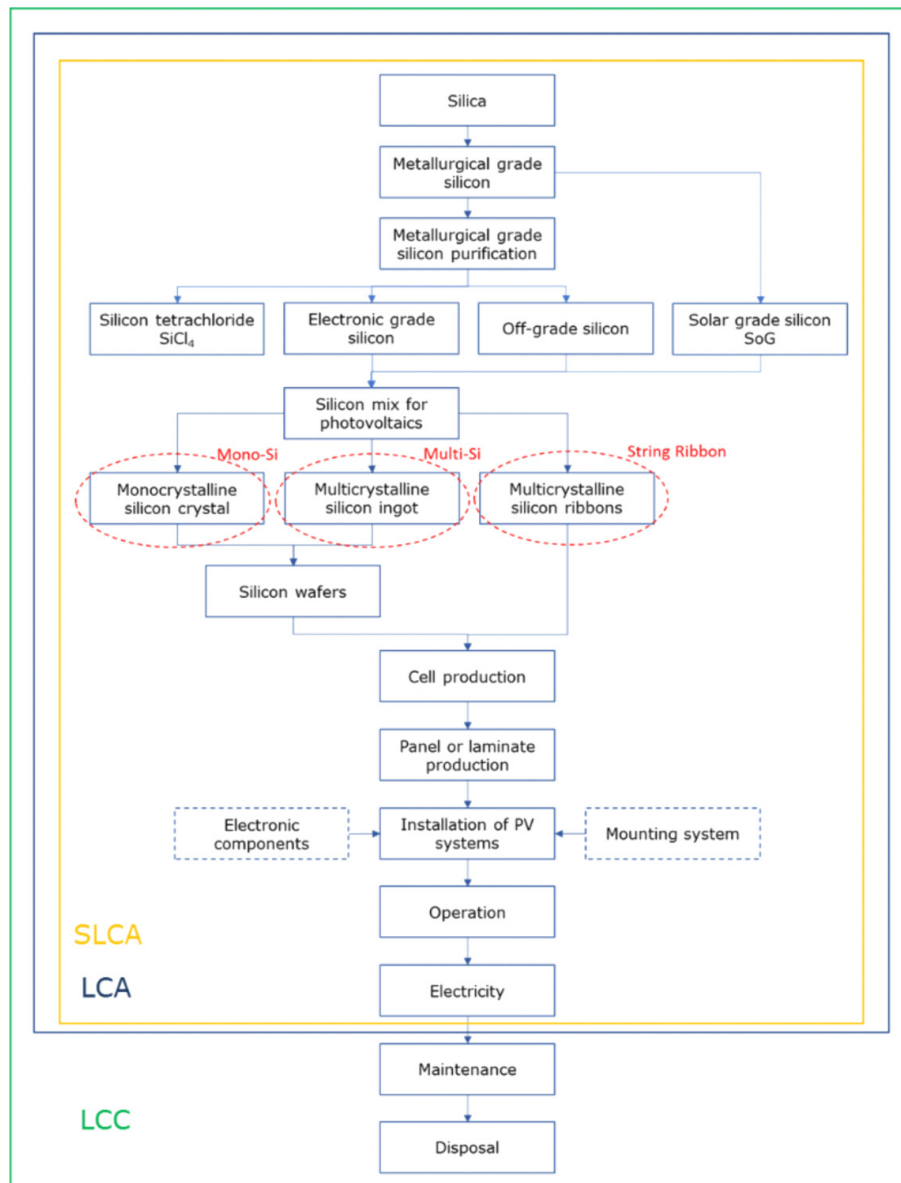 Silica
Metallurgical grade
silicon
Metallurgical grade
silicon purification
Silicon tetrachloride
SiCl₄
Electronic grade
silicon
Off-grade silicon
Solar grade silicon
SoG
Silicon mix for
photovoltaics
Mono-Si
Multi-Si
String Ribbon
Monocrystalline
silicon crystal
Multicrystalline
silicon ingot
Multicrystalline
silicon ribbons
Silicon wafers
Cell production
Panel or laminate
production
Electronic
components
Installation of PV
systems
Mounting system
Operation
SLCA
LCA
Electricity
Maintenance
LCC
Disposal